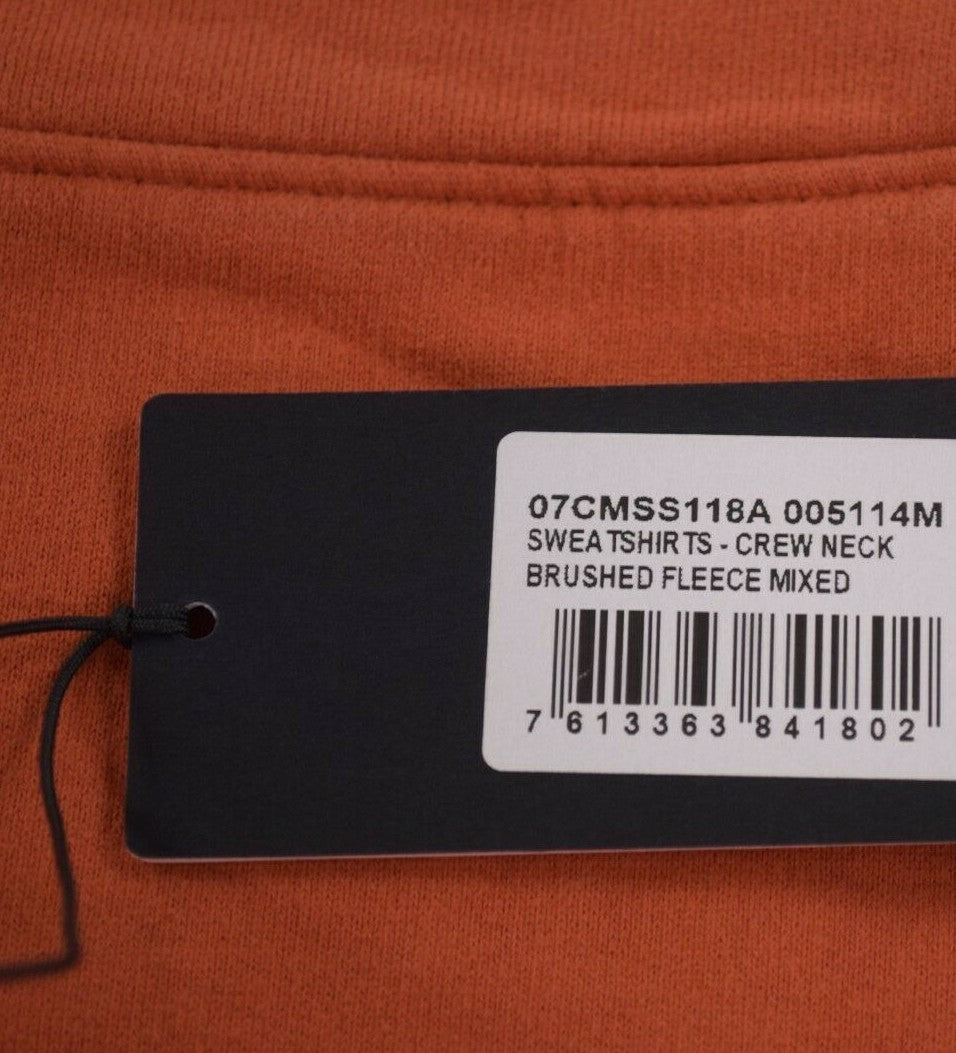 07CMSS118A 005114M
SWEATSHIRTS - CREW NECK
BRUSHED FLEECE MIXED
7 613363 841802